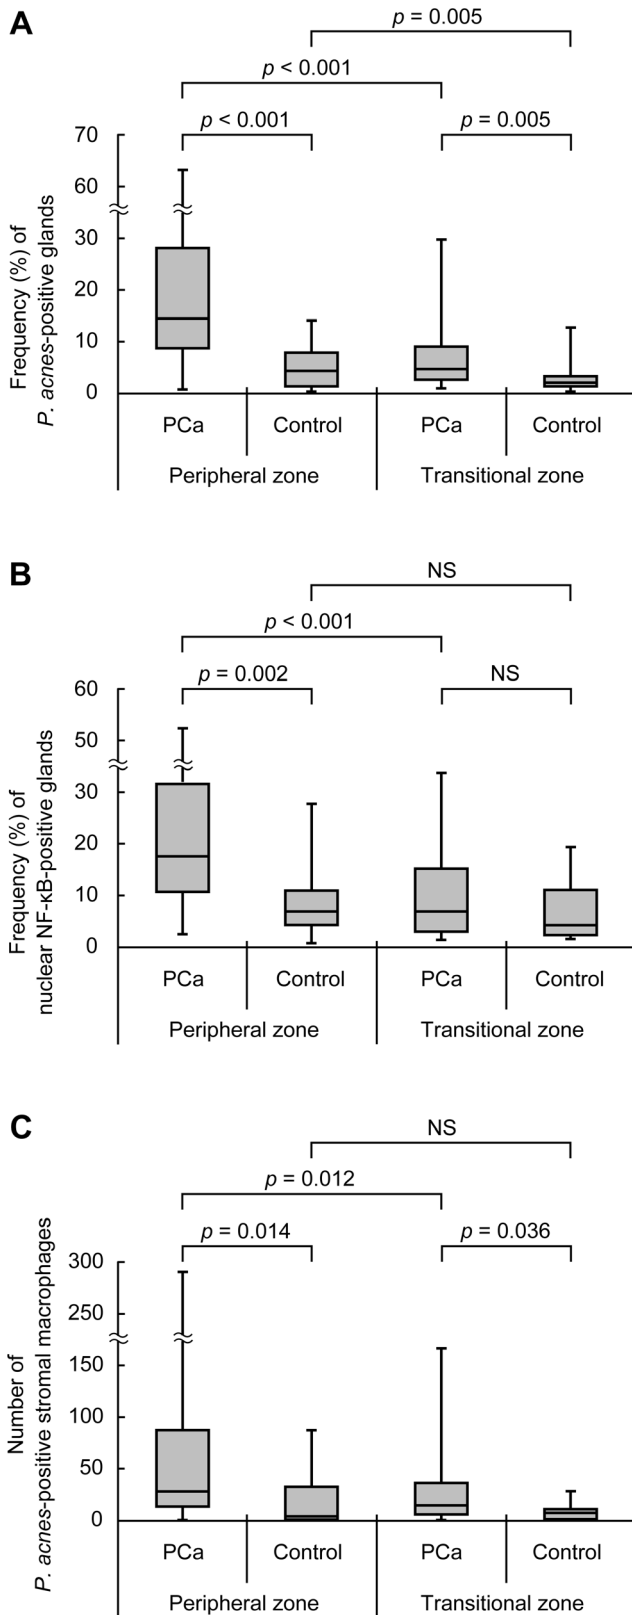 A
p = 0.005
p < 0.001
p < 0.001
p = 0.005
70
60
30
20
10
0
Frequency (%) of
P. acnes-positive glands
PCa
Control
PCa
Control
Peripheral zone
Transitional zone
B
NS
p < 0.001
p = 0.002
NS
60
50
30
20
10
0
Frequency (%) of
nuclear NF-κB-positive glands
PCa
Control
PCa
Control
Peripheral zone
Transitional zone
C
NS
p = 0.012
p = 0.014
p = 0.036
300
250
150
100
50
0
Number of
P. acnes-positive stromal macrophages
PCa
Control
PCa
Control
Peripheral zone
Transitional zone